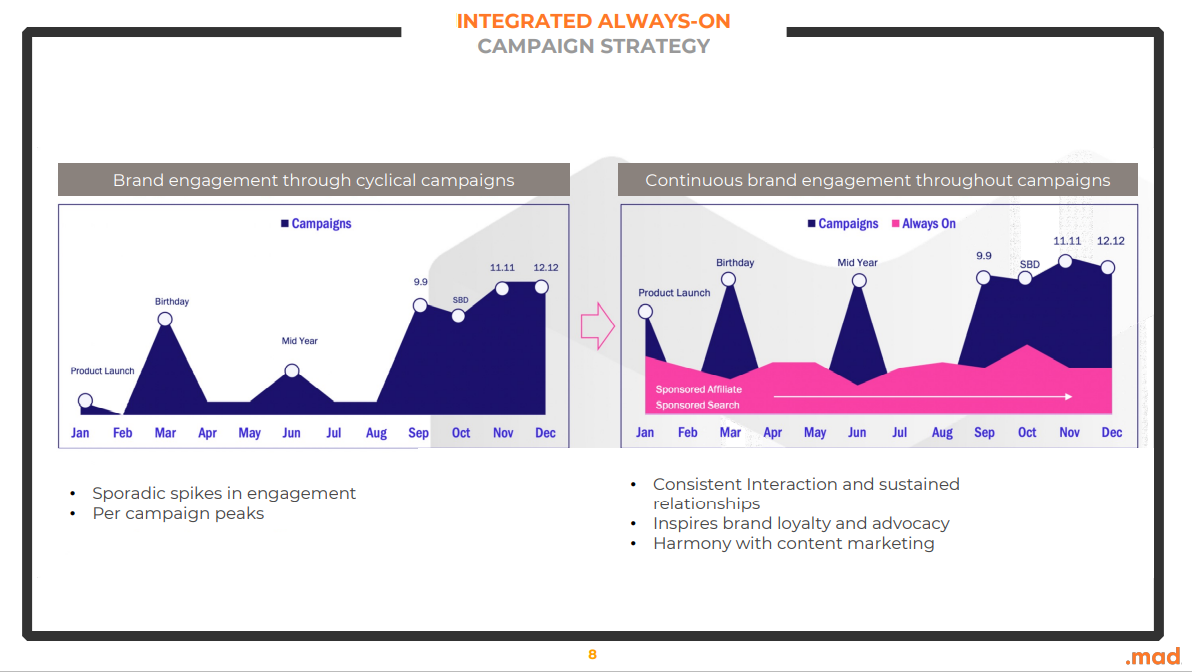 INTEGRATED ALWAYS-ON
CAMPAIGN STRATEGY
Brand engagement through cyclical campaigns
Campaigns
Product Launch
Birthday
Mid Year
9.9
SBD
11.11
12.12
Jan Feb Mar Apr May Jun Jul Aug Sep Oct Nov Dec
• Sporadic spikes in engagement
• Per campaign peaks
Continuous brand engagement throughout campaigns
Campaigns Always On
Product Launch
Birthday
Mid Year
9.9
SBD
11.11
12.12
Sponsored Affiliate
Sponsored Search
Jan Feb Mar Apr May Jun Jul Aug Sep Oct Nov Dec
• Consistent Interaction and sustained
relationships
• Inspires brand loyalty and advocacy
• Harmony with content marketing
8
.mad